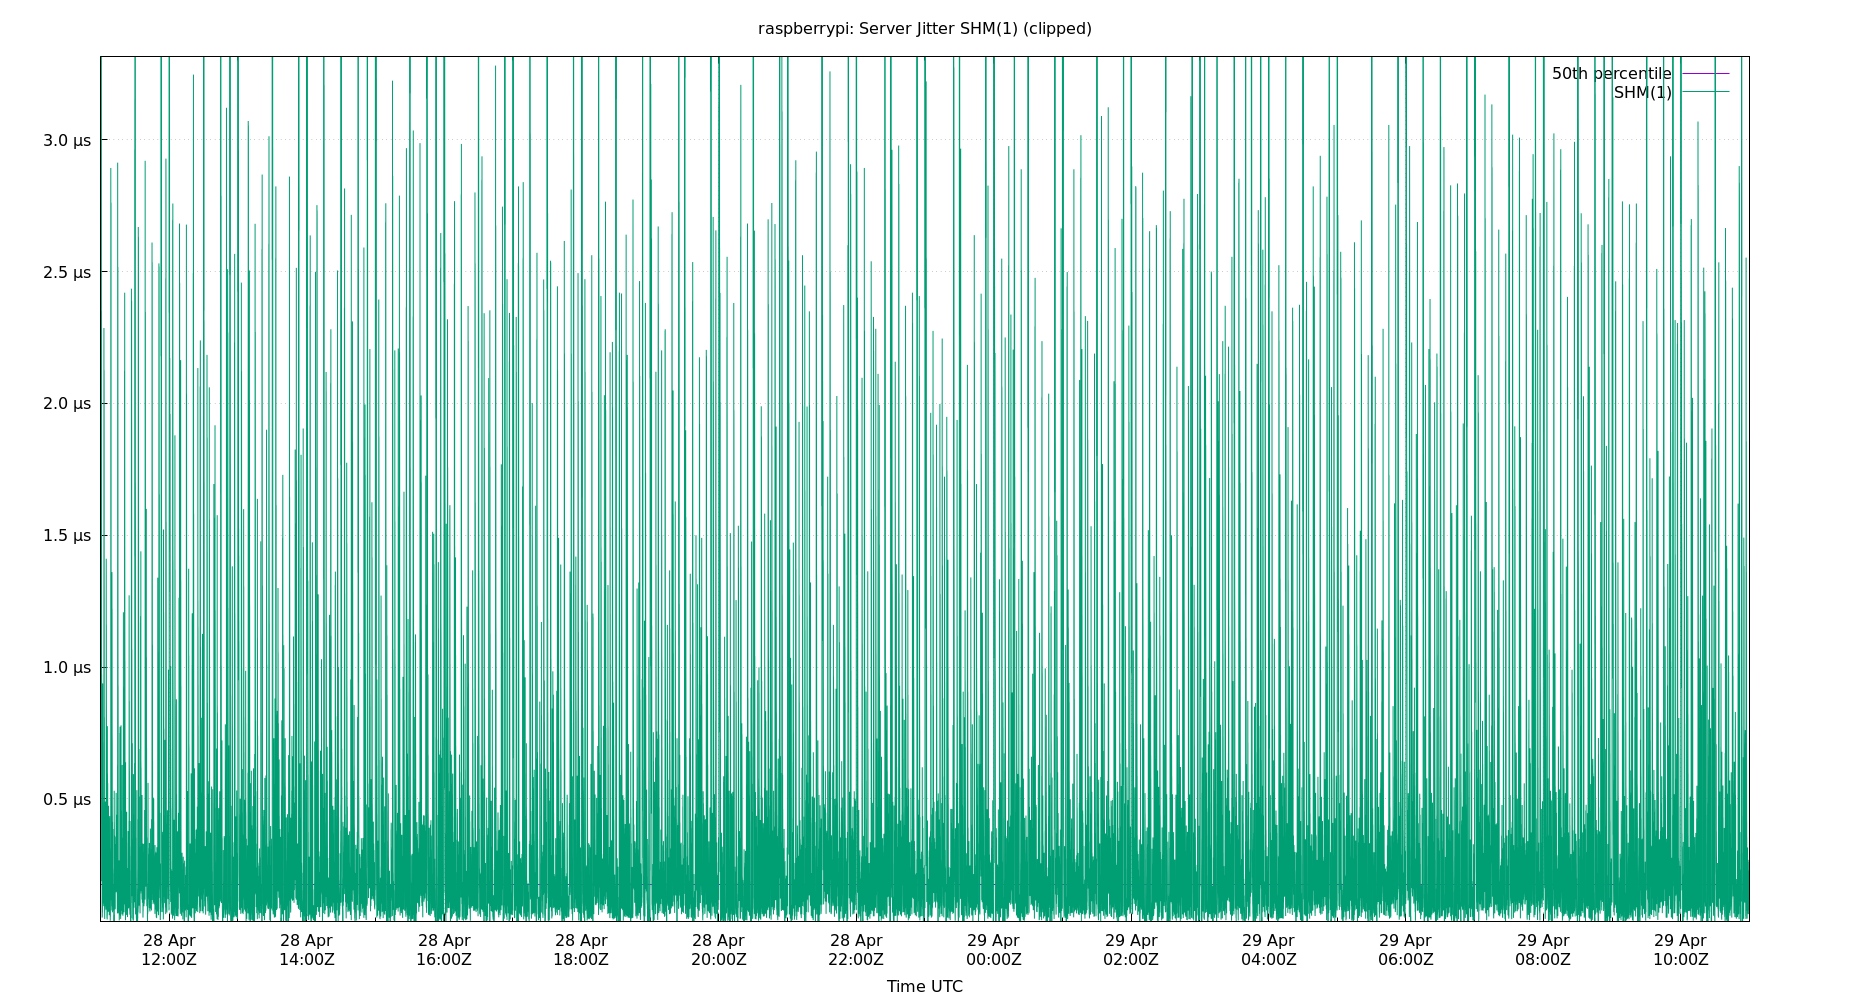 raspberrypi: Server Jitter SHM(1) (clipped)
50th percentile
SHM(1)
3.0 µs
2.5 µs
2.0 µs
1.5 µs
1.0 µs
0.5 µs
28 Apr 28 Apr 28 Apr 28 Apr 28 Apr 28 Apr 29 Apr 29 Apr 29 Apr 29 Apr 29 Apr 29 Apr
12:00Z 14:00Z 16:00Z 18:00Z 20:00Z 22:00Z 00:00Z 02:00Z 04:00Z 06:00Z 08:00Z 10:00Z
Time UTC